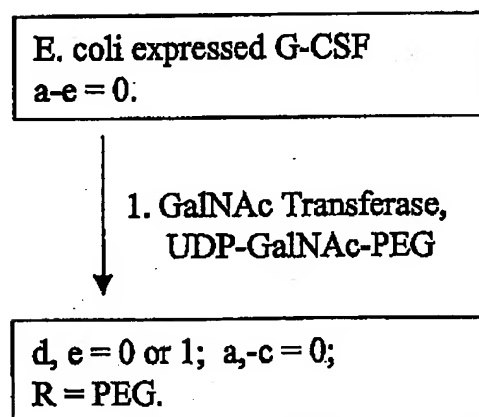 E. coli expressed G-CSF
a-e = 0.
1. GalNAc Transferase,
UDP-GalNAc-PEG
d, e = 0 or 1; a,-c = 0;
R = PEG.